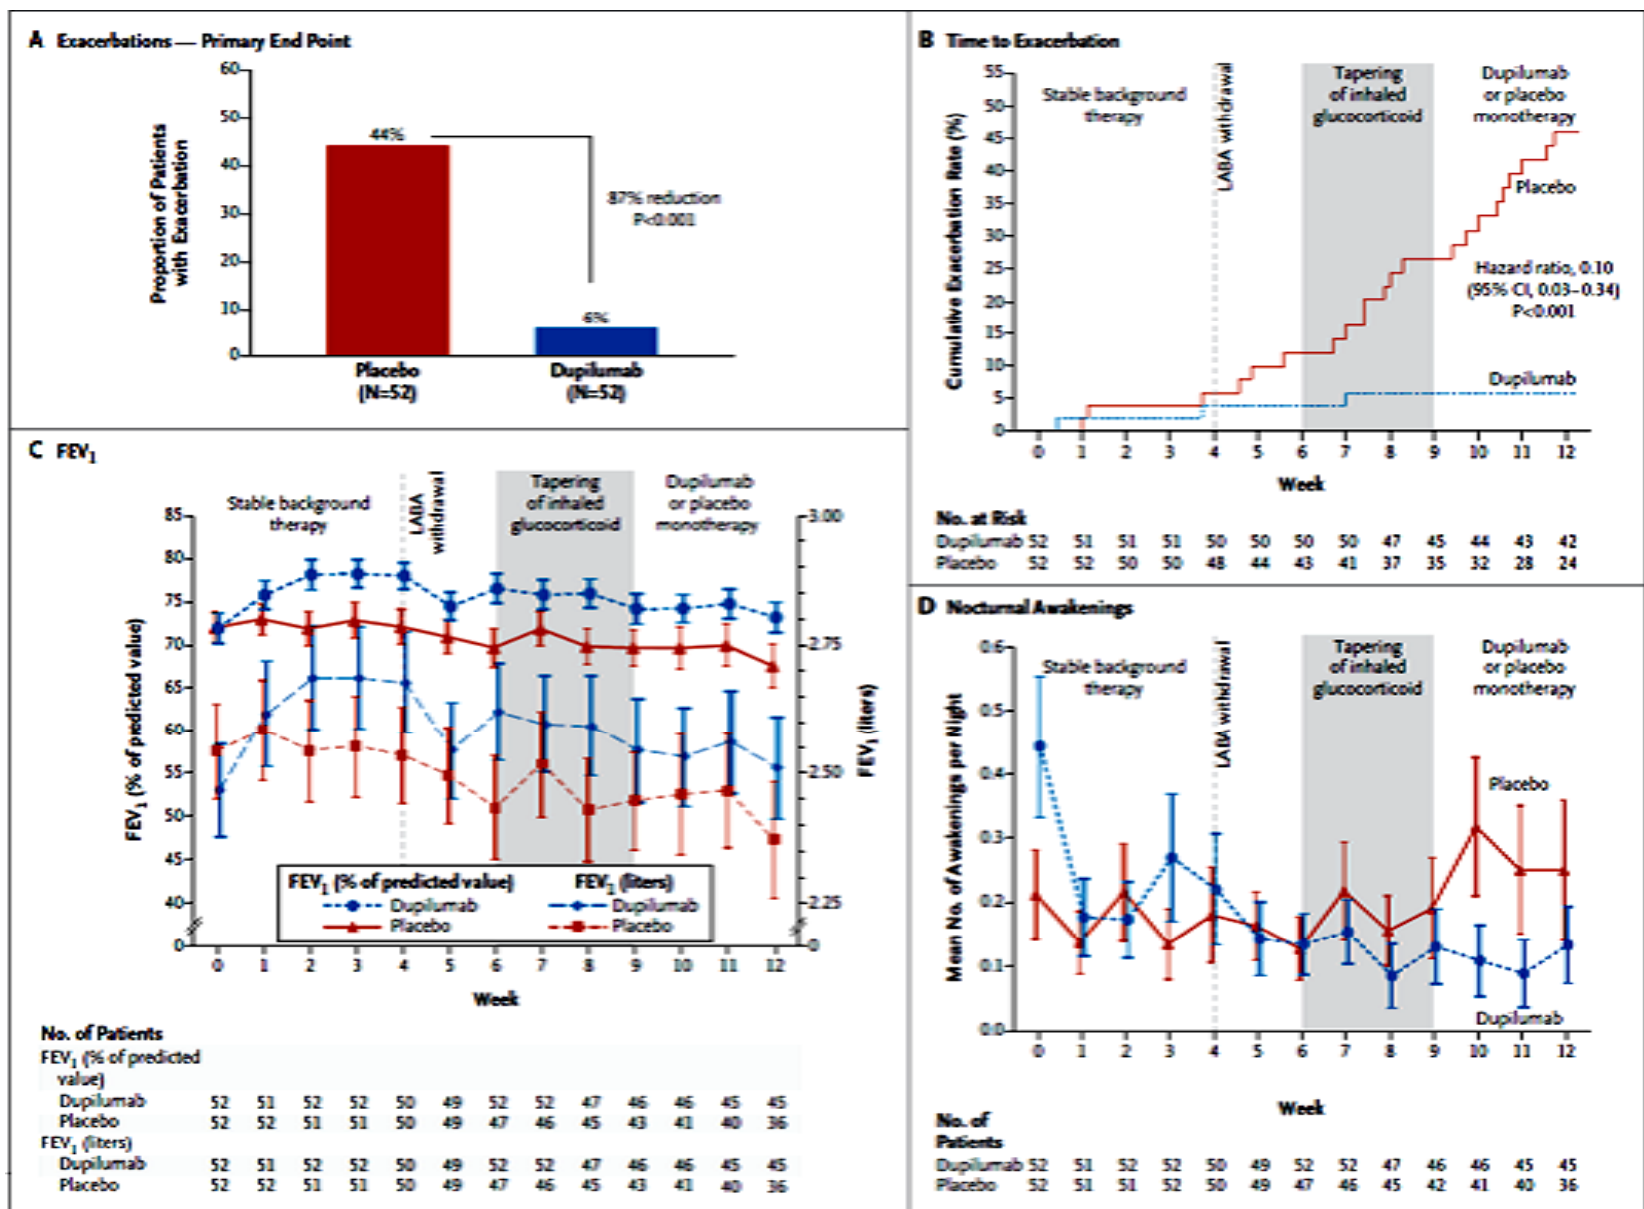 A Exacerbations — Primary End Point
60
50
40
30
20
10
0
Proportion of Patients
with Exacerbation
44%
6%
87% reduction
P<0.001
Placebo
(N=52)
Dupilumab
(N=52)
B Time to Exacerbation
55
50
45
40
35
30
25
20
15
10
5
0
Cumulative Exacerbation Rate (%)
Stable background
therapy
LABA withdrawal
Tapering
of inhaled
glucocorticoid
Dupilumab
or placebo
monotherapy
Placebo
Hazard ratio, 0.10
(95% CI, 0.03–0.34)
P<0.001
Dupilumab
0 1 2 3 4 5 6 7 8 9 10 11 12
Week
No. at Risk
Dupilumab 52 51 51 51 50 50 50 50 47 45 44 43 42
Placebo 52 52 50 50 48 44 43 41 37 35 32 28 24
C FEV1
Stable background
therapy
LABA
withdrawal
Tapering
of inhaled
glucocorticoid
Dupilumab
or placebo
monotherapy
85
80
75
70
65
60
55
50
45
40
0
FEV1 (% of predicted value)
3.00
2.75
2.50
2.25
0
FEV1 (liters)
FEV1 (% of predicted value) FEV1 (liters)
Dupilumab Dupilumab
Placebo Placebo
0 1 2 3 4 5 6 7 8 9 10 11 12
Week
No. of Patients
FEV1 (% of predicted
value)
Dupilumab 52 51 52 52 50 49 52 52 47 46 46 45 45
Placebo 52 52 51 51 50 49 47 46 45 43 41 40 36
FEV1 (liters)
Dupilumab 52 51 52 52 50 49 52 52 47 46 46 45 45
Placebo 52 52 51 51 50 49 47 46 45 43 41 40 36
D Nocturnal Awakenings
0.6
0.5
0.4
0.3
0.2
0.1
0.0
Mean No. of Awakenings per Night
Stable background
therapy
LABA withdrawal
Tapering
of inhaled
glucocorticoid
Dupilumab
or placebo
monotherapy
Placebo
Dupilumab
0 1 2 3 4 5 6 7 8 9 10 11 12
Week
No. of
Patients
Dupilumab 52 51 52 52 50 49 52 52 47 46 46 45 45
Placebo 52 51 51 52 50 49 47 46 45 42 41 40 36